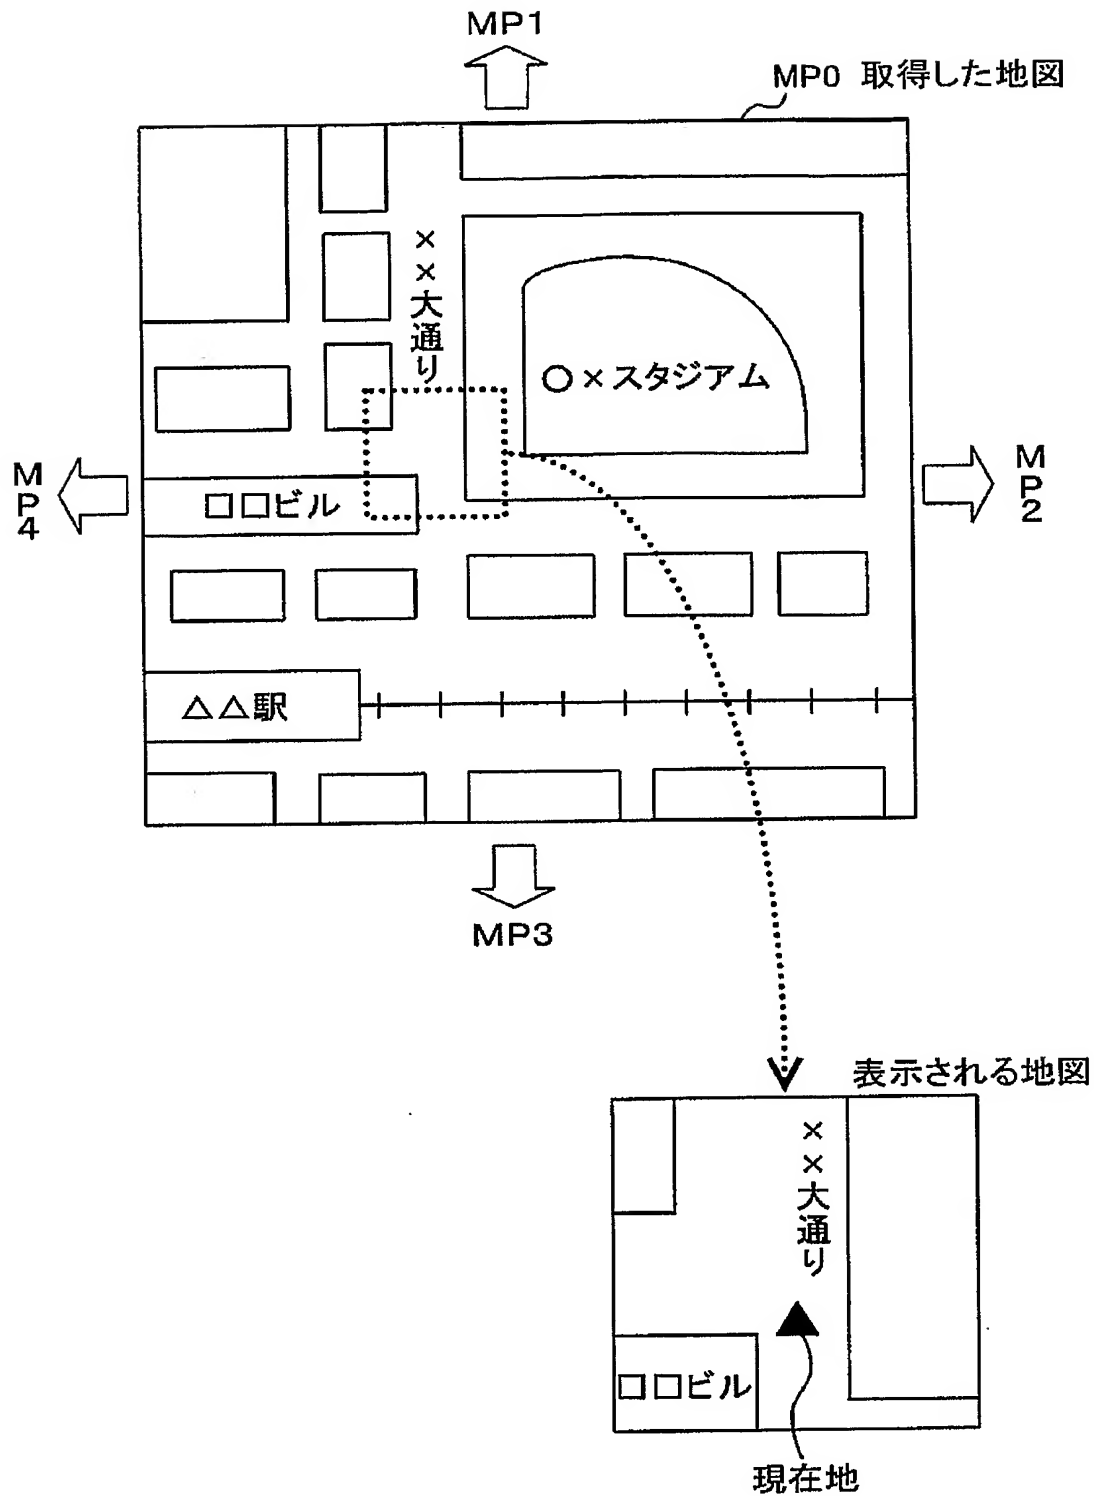 MP1
MP0 取得した地図
××大通り
○×スタジアム
MP4
MP2
□□ビル
△△駅
MP3
表示される地図
××大通り
□□ビル
現在地